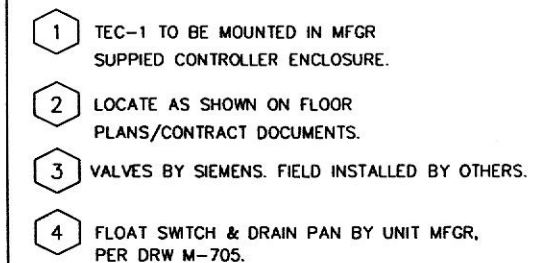 1 TEC-1 TO BE MOUNTED IN MFGR
SUPPIED CONTROLLER ENCLOSURE.
2 LOCATE AS SHOWN ON FLOOR
PLANS/CONTRACT DOCUMENTS.
3 VALVES BY SIEMENS. FIELD INSTALLED BY OTHERS.
4 FLOAT SWITCH & DRAIN PAN BY UNIT MFGR,
PER DRW M-705.